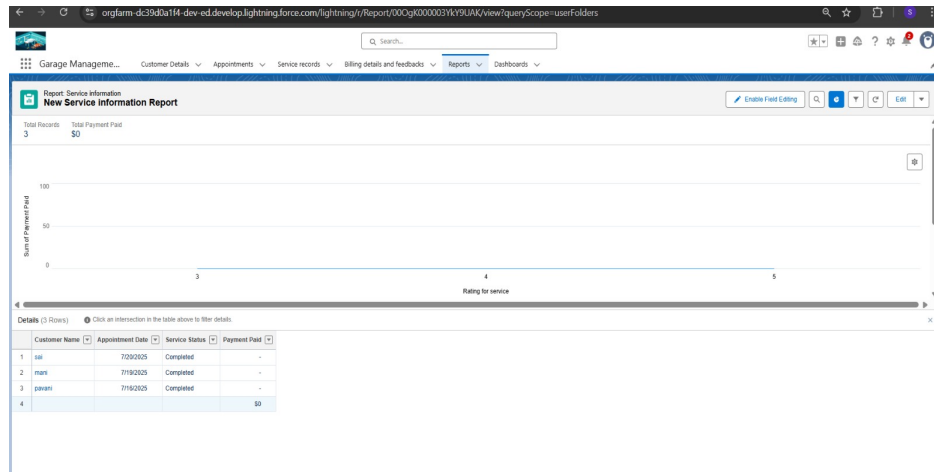 orgfarm-dc39d0a1f4-dev-ed.develop.lightning.force.com/lightning/r/Report/00OgK000003YkY9UAK/view?queryScope=userFolders
S
Search...
2
Garage Manageme... Customer Details Appointments Service records Billing details and feedbacks Reports Dashboards
Report: Service information
New Service information Report
Enable Field Editing Edit
Total Records Total Payment Paid
3 $0
100
50
0
Sum of Payment Paid
3 4 5
Rating for service
Details (3 Rows) Click an intersection in the table above to filter details.
Customer Name Appointment Date Service Status Payment Paid
1 sai 7/20/2025 Completed -
2 mani 7/19/2025 Completed -
3 pavani 7/16/2025 Completed -
4 $0